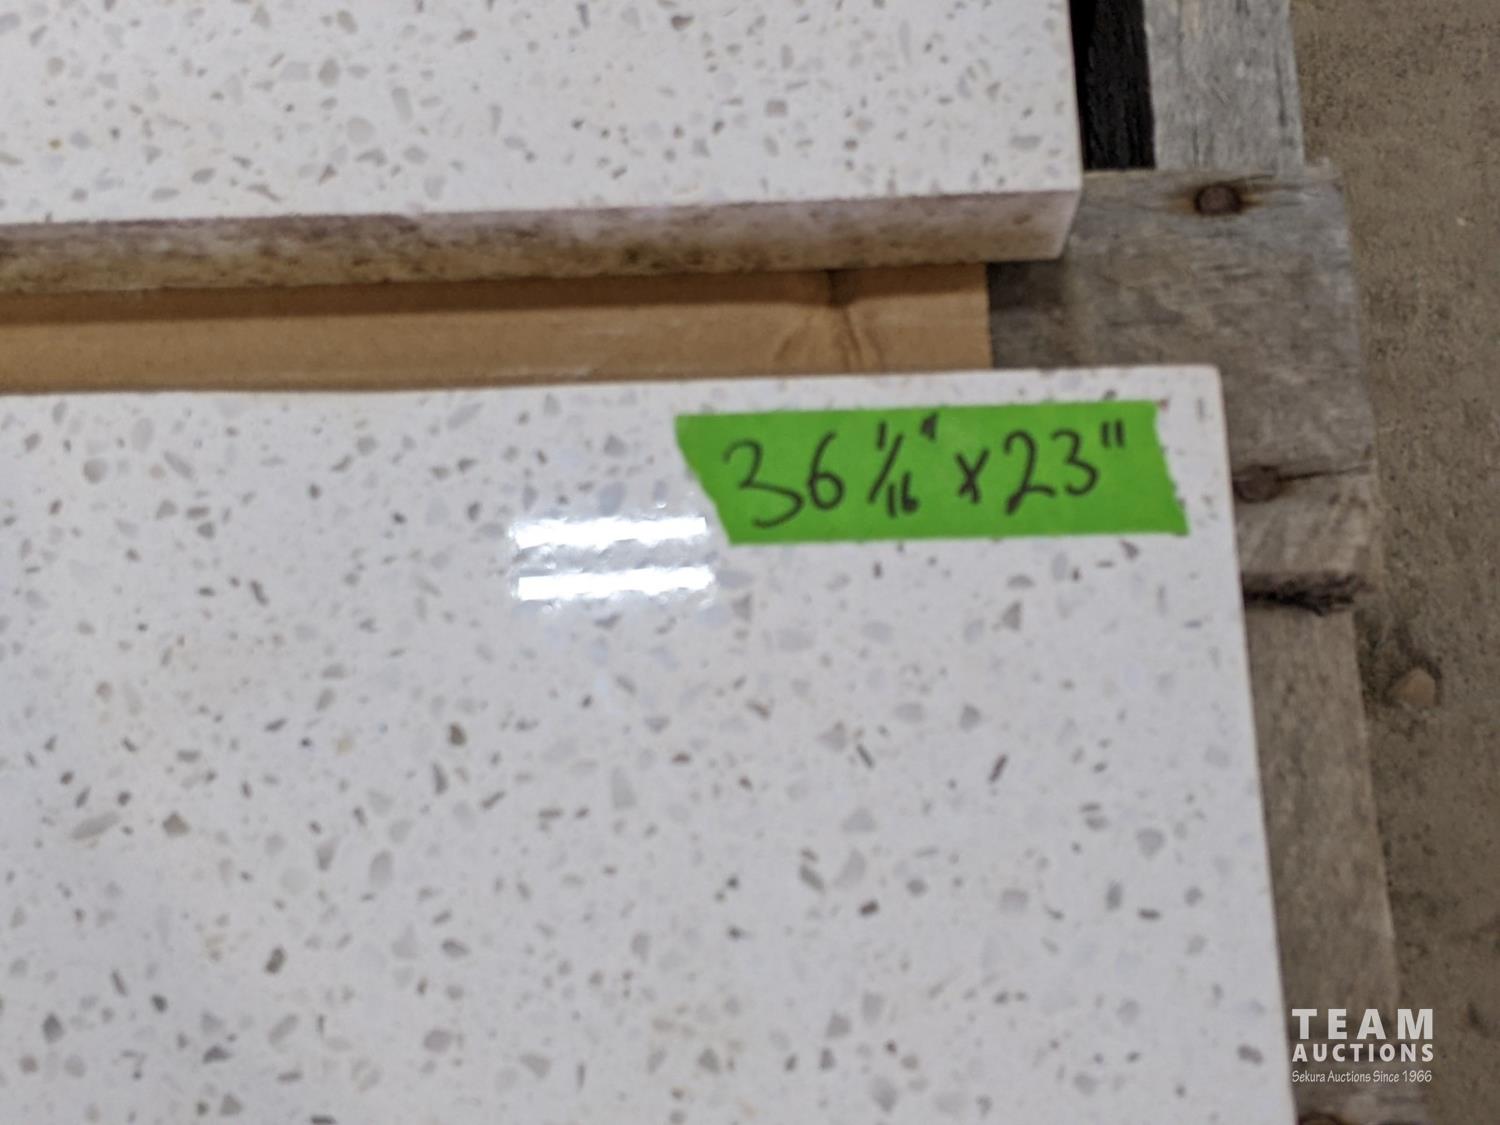 36 1/16" x 23"
TEAM
AUCTIONS
Sekura Auctions Since 1966